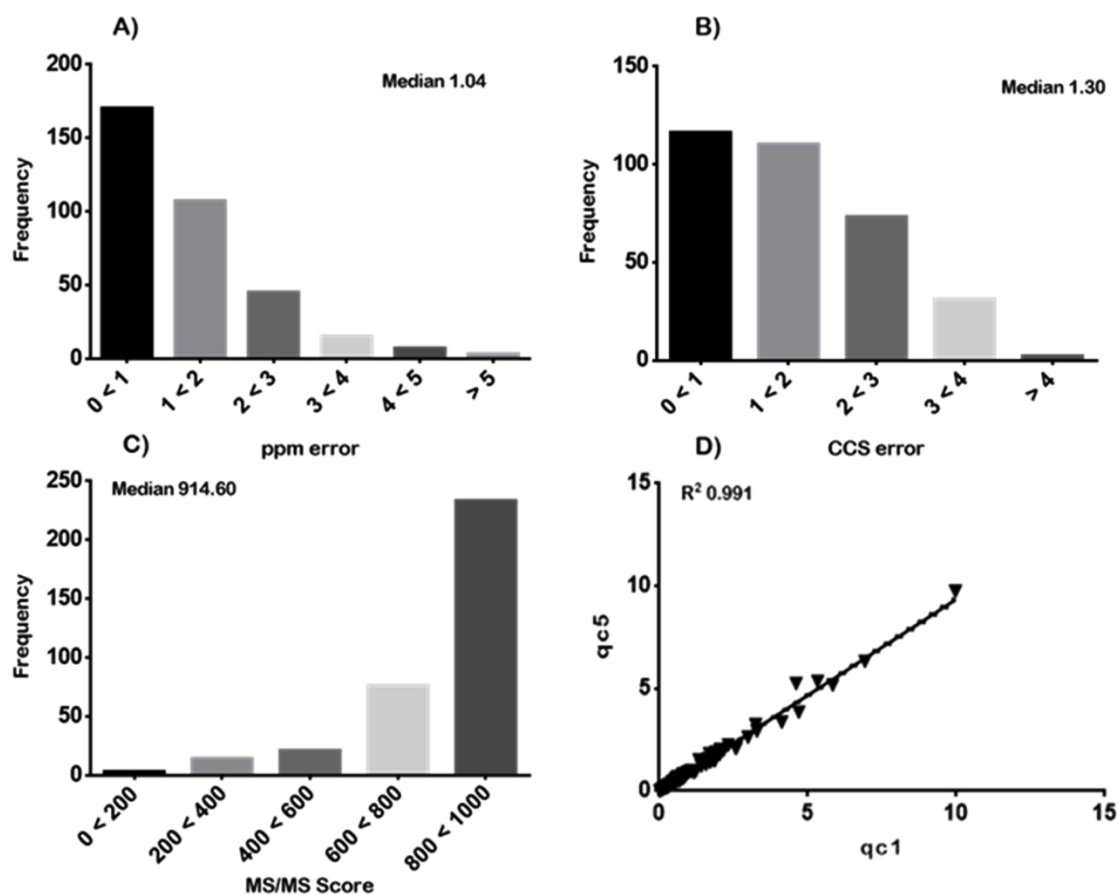 A)
200
150
100
50
0
Frequency
Median 1.04
0 < 1
1 < 2
2 < 3
3 < 4
4 < 5
> 5
ppm error
B)
150
100
50
0
Frequency
Median 1.30
0 < 1
1 < 2
2 < 3
3 < 4
> 4
CCS error
C)
250
200
150
100
50
0
Frequency
Median 914.60
0 < 200
200 < 400
400 < 600
600 < 800
800 < 1000
MS/MS Score
D)
15
10
5
0
qc5
R² 0.991
0
5
10
15
qc1